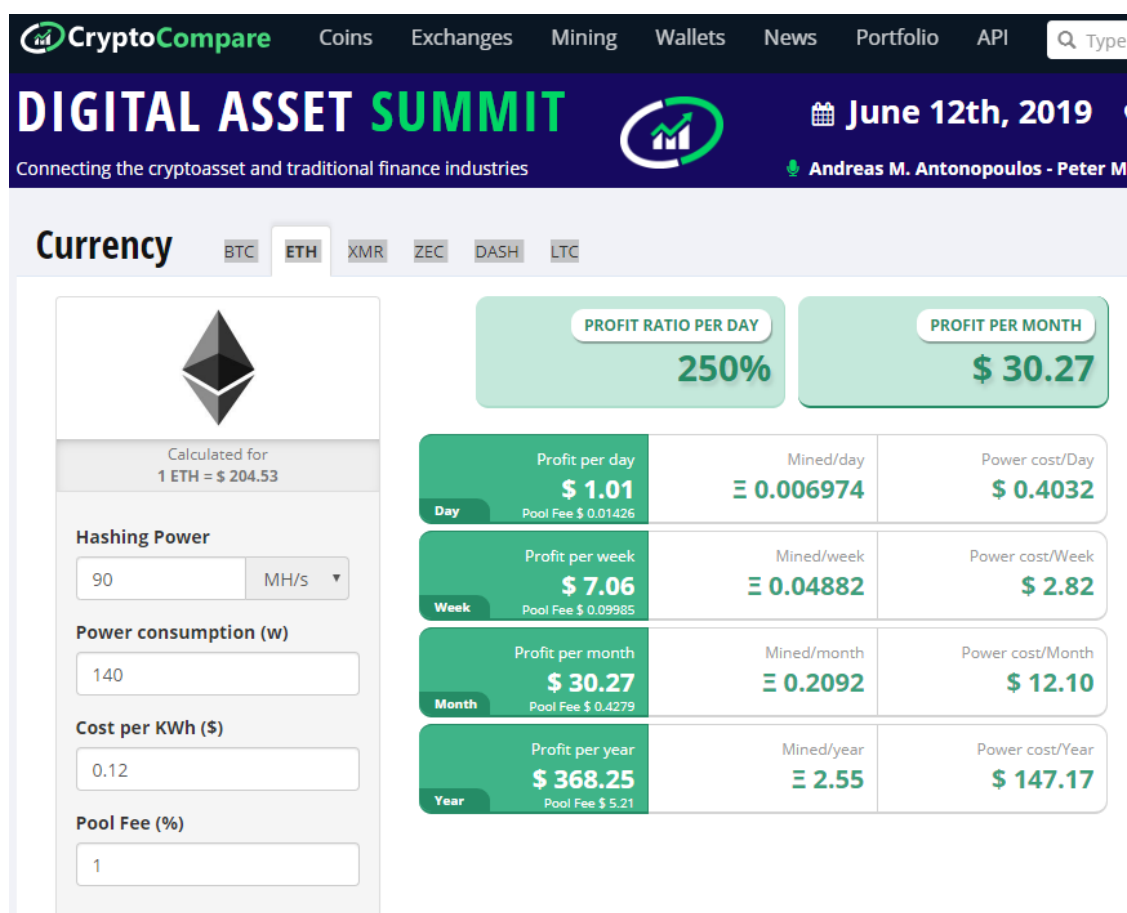 CryptoCompare Coins Exchanges Mining Wallets News Portfolio API Type
DIGITAL ASSET SUMMIT
June 12th, 2019
Connecting the cryptoasset and traditional finance industries
Andreas M. Antonopoulos - Peter M
Currency BTC ETH XMR ZEC DASH LTC
PROFIT RATIO PER DAY
250%
PROFIT PER MONTH
$ 30.27
Calculated for
1 ETH = $ 204.53
Hashing Power
90 MH/s
Power consumption (w)
140
Cost per KWh ($)
0.12
Pool Fee (%)
1
Profit per day Mined/day Power cost/Day
$ 1.01 Ξ 0.006974 $ 0.4032
Day Pool Fee $ 0.01426
Profit per week Mined/week Power cost/Week
$ 7.06 Ξ 0.04882 $ 2.82
Week Pool Fee $ 0.09985
Profit per month Mined/month Power cost/Month
$ 30.27 Ξ 0.2092 $ 12.10
Month Pool Fee $ 0.4279
Profit per year Mined/year Power cost/Year
$ 368.25 Ξ 2.55 $ 147.17
Year Pool Fee $ 5.21